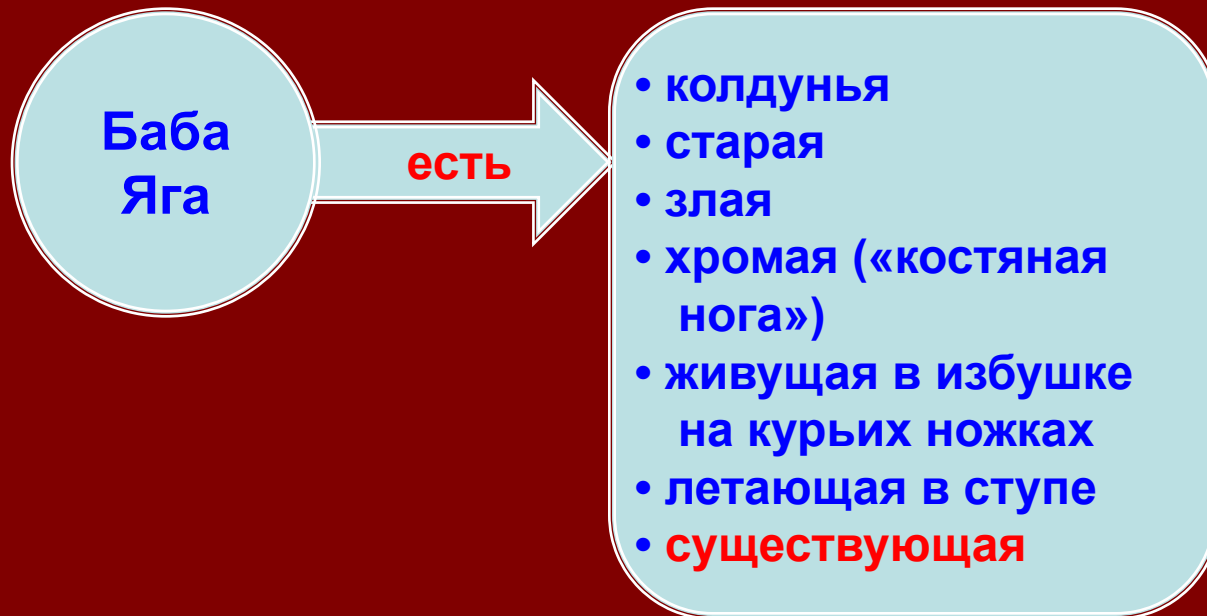 Баба
Яга
есть
• колдунья
• старая
• злая
• хромая («костяная
нога»)
• живущая в избушке
на курьих ножках
• летающая в ступе
• существующая